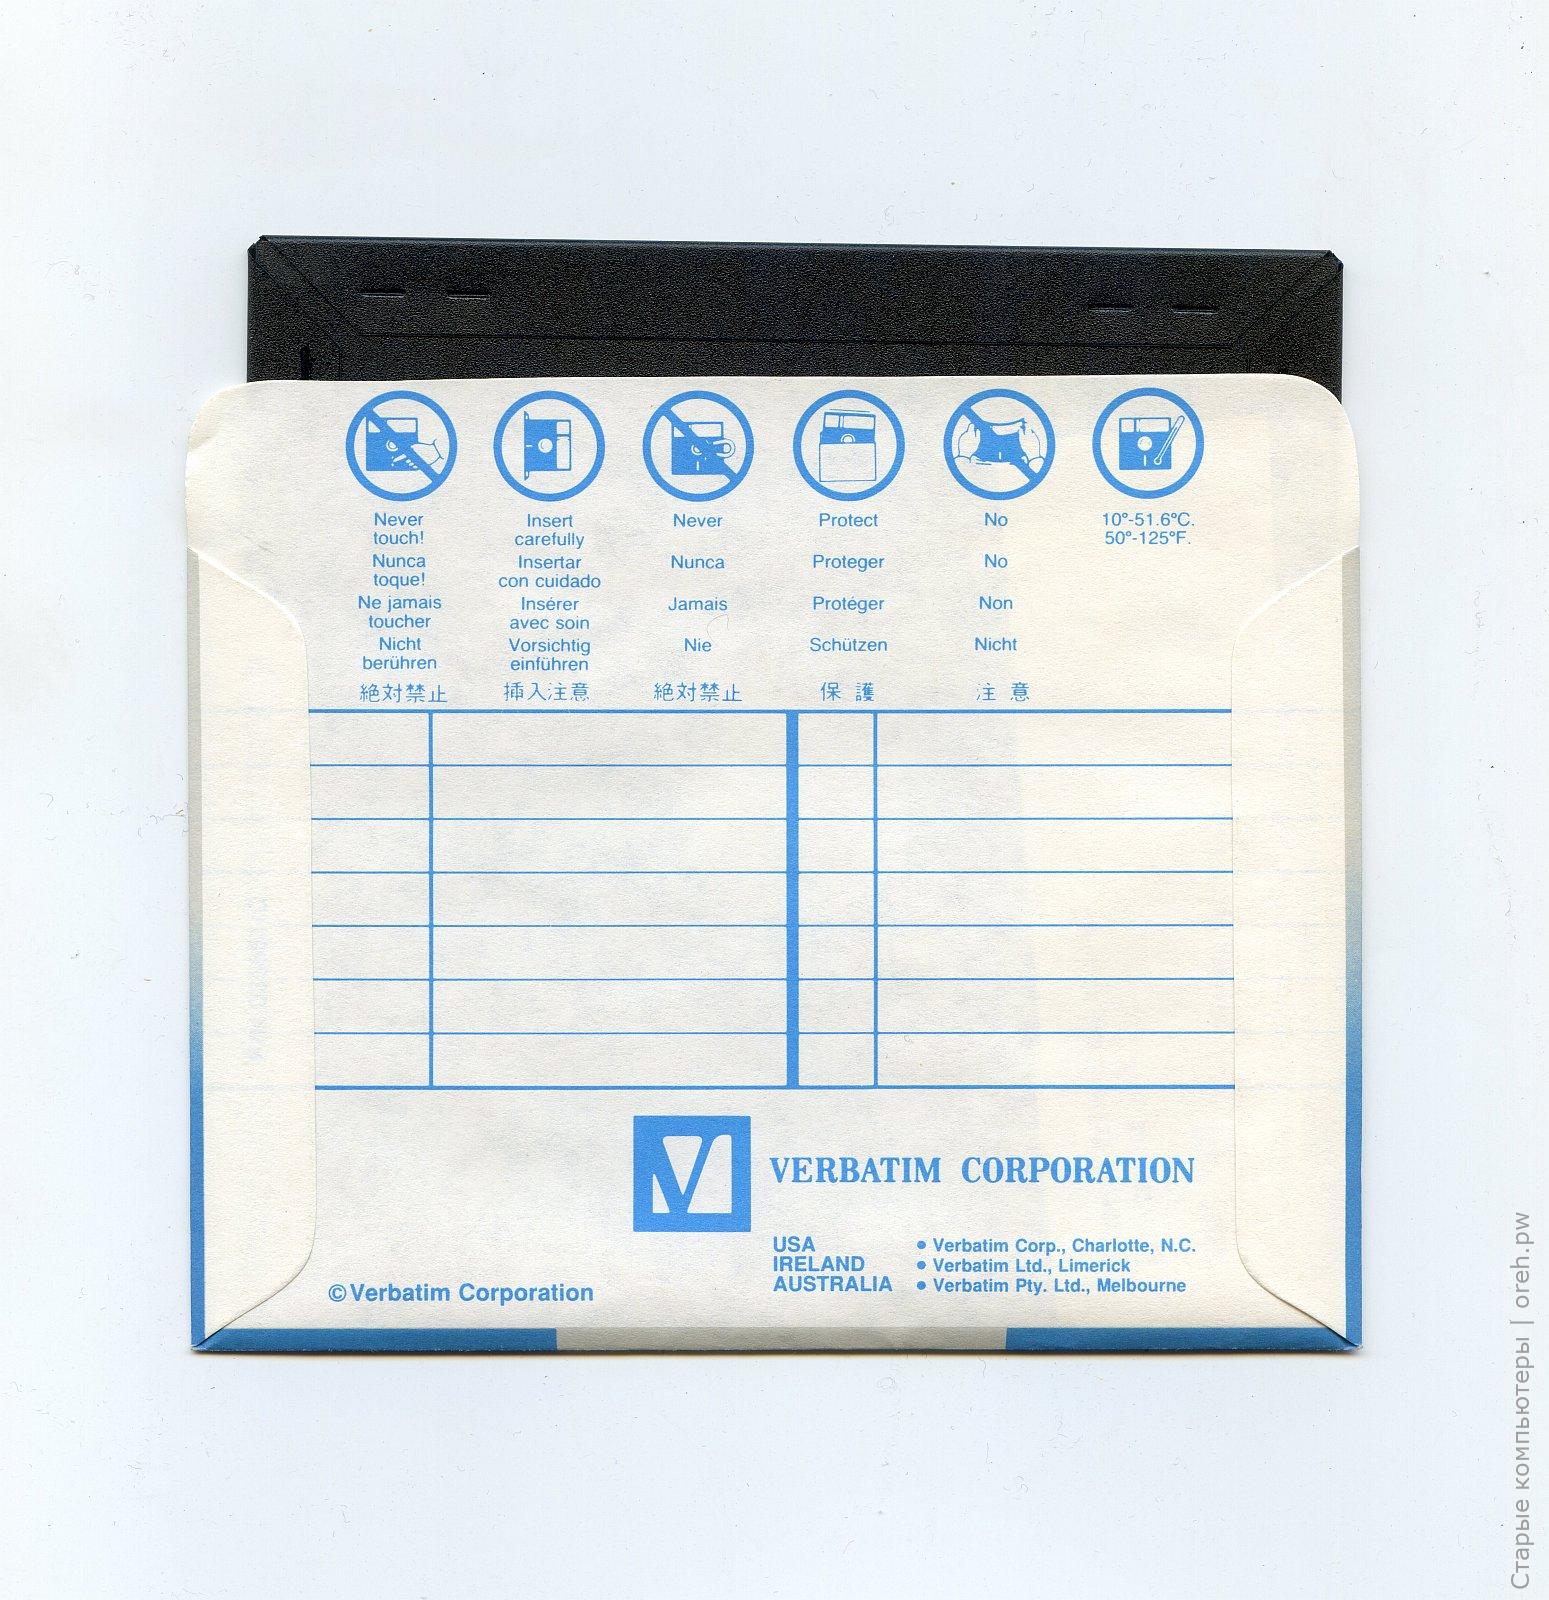 Never touch!
Nunca toque!
Ne jamais toucher
Nicht berühren
絶対禁止
Insert carefully
Insertar con cuidado
Insérer avec soin
Vorsichtig einführen
挿入注意
Never
Nunca
Jamais
Nie
絶対禁止
Protect
Proteger
Protéger
Schützen
保護
No
No
Non
Nicht
注意
10°-51.6°C.
50°-125°F.
VERBATIM CORPORATION
USA • Verbatim Corp., Charlotte, N.C.
IRELAND • Verbatim Ltd., Limerick
AUSTRALIA • Verbatim Pty. Ltd., Melbourne
©Verbatim Corporation
Старые компьютеры | oreh.pw